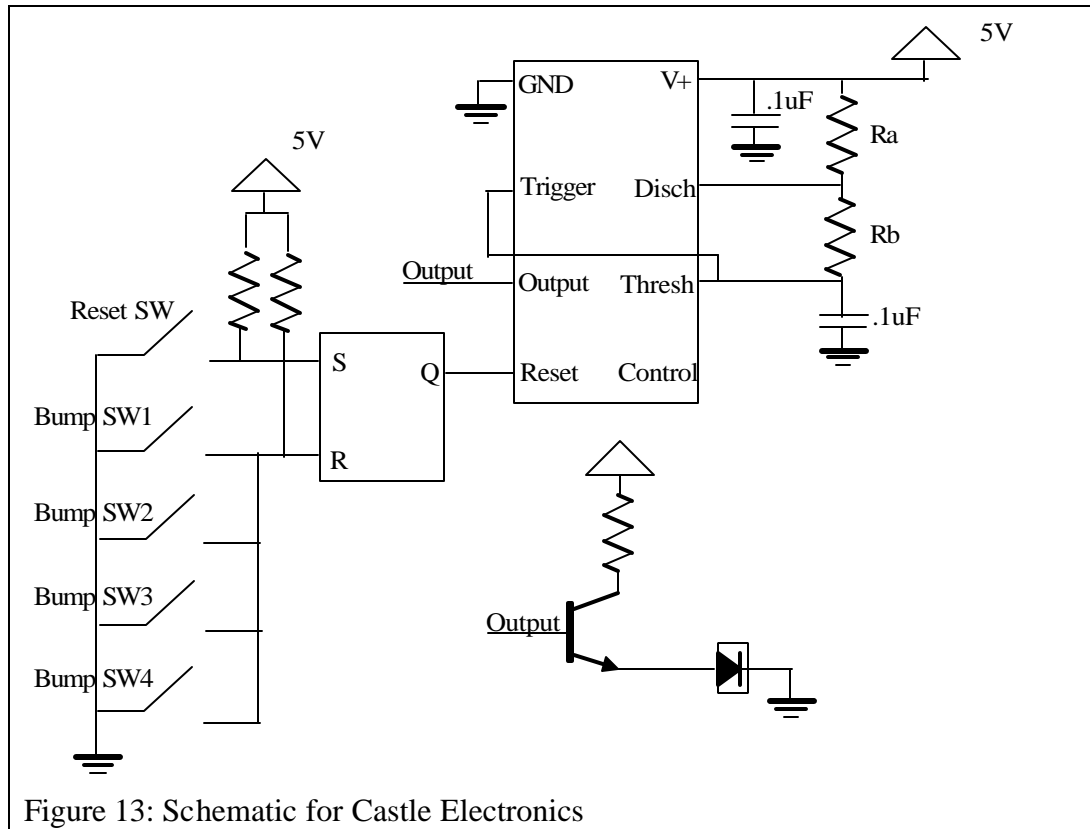 5V
GND
V+
.1uF
Ra
5V
Trigger
Disch
Rb
Output
Output
Thresh
Reset SW
.1uF
S
Q
Reset
Control
Bump SW1
R
Bump SW2
Bump SW3
Output
Bump SW4
Figure 13: Schematic for Castle Electronics